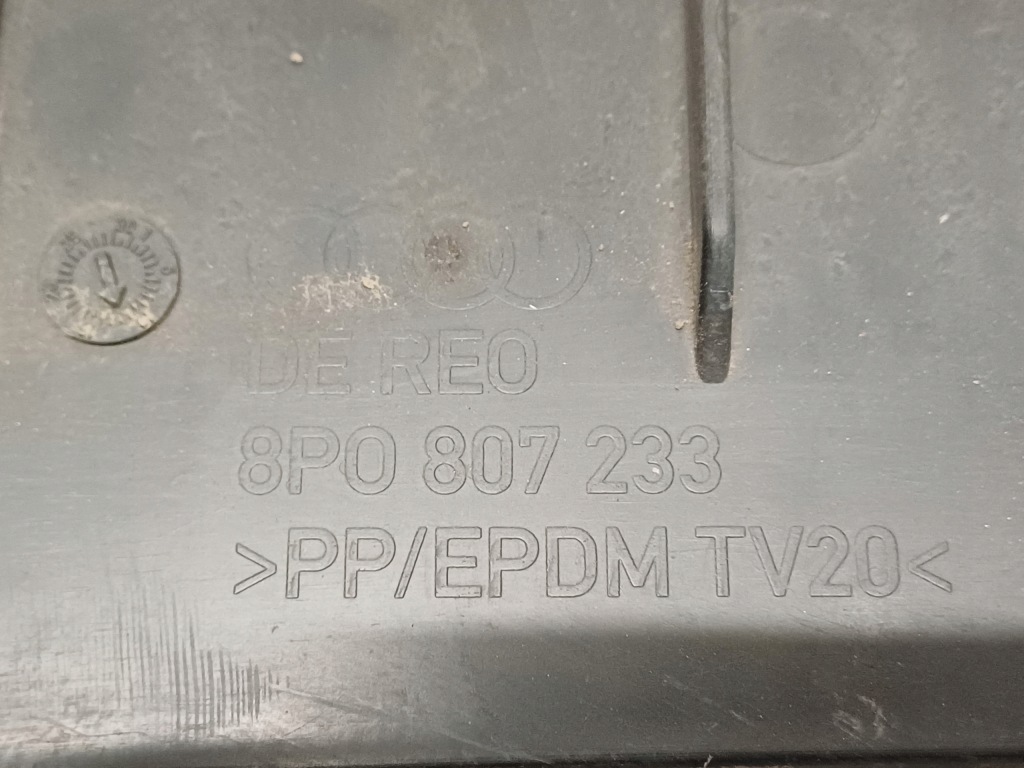 DE REO
8P0 807 233
>PP/EPDM TV20<